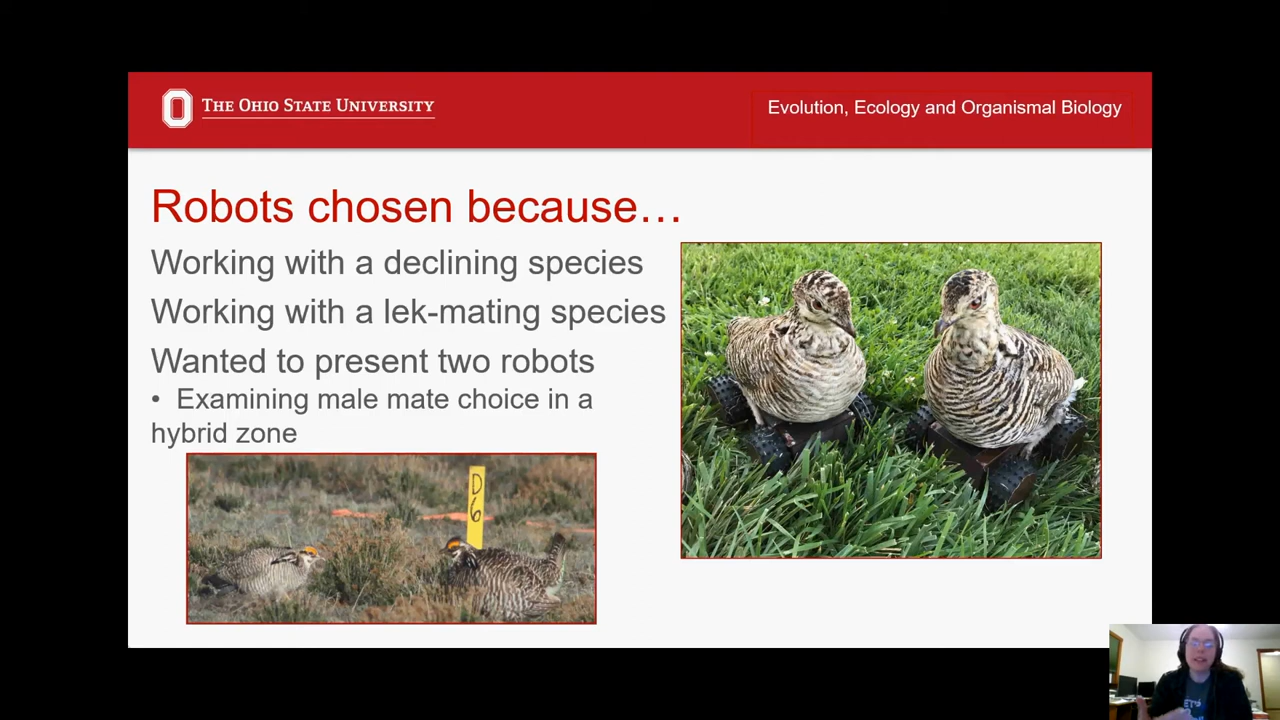 THE OHIO STATE UNIVERSITY
Evolution, Ecology and Organismal Biology
Robots chosen because…
Working with a declining species
Working with a lek-mating species
Wanted to present two robots
• Examining male mate choice in a
hybrid zone
D
6